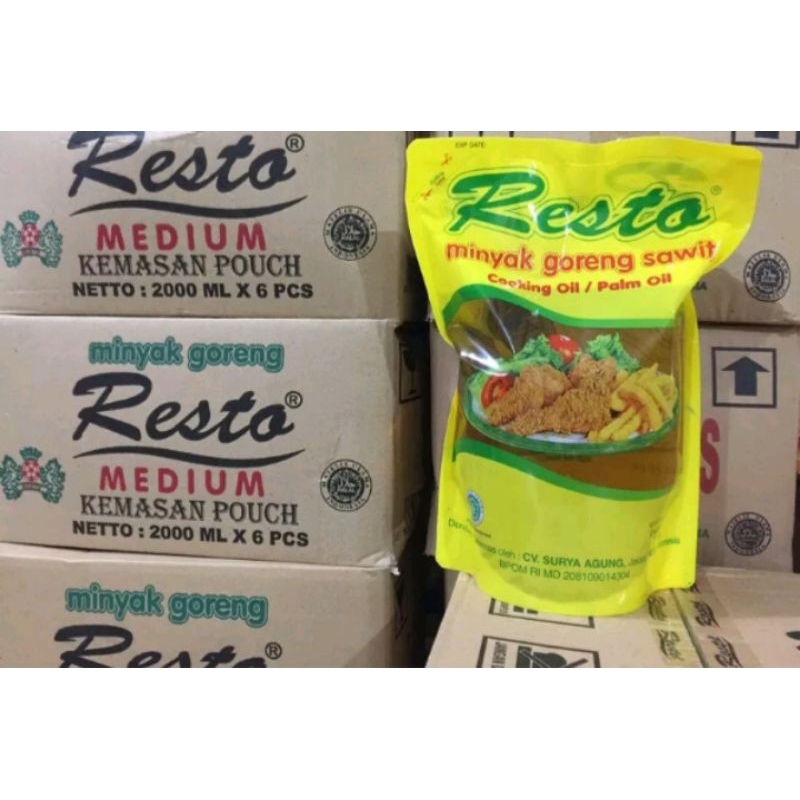 Resto®
MEDIUM
KEMASAN POUCH
NETTO : 2000 ML X 6 PCS
minyak goreng
Resto®
MEDIUM
KEMASAN POUCH
NETTO : 2000 ML X 6 PCS
minyak goreng
Resto®
EXP DATE:
Resto®
minyak goreng sawit
Cooking Oil / Palm Oil
oleh : CV. SURYA AGUNG,
BPOM RI MD 208109014304